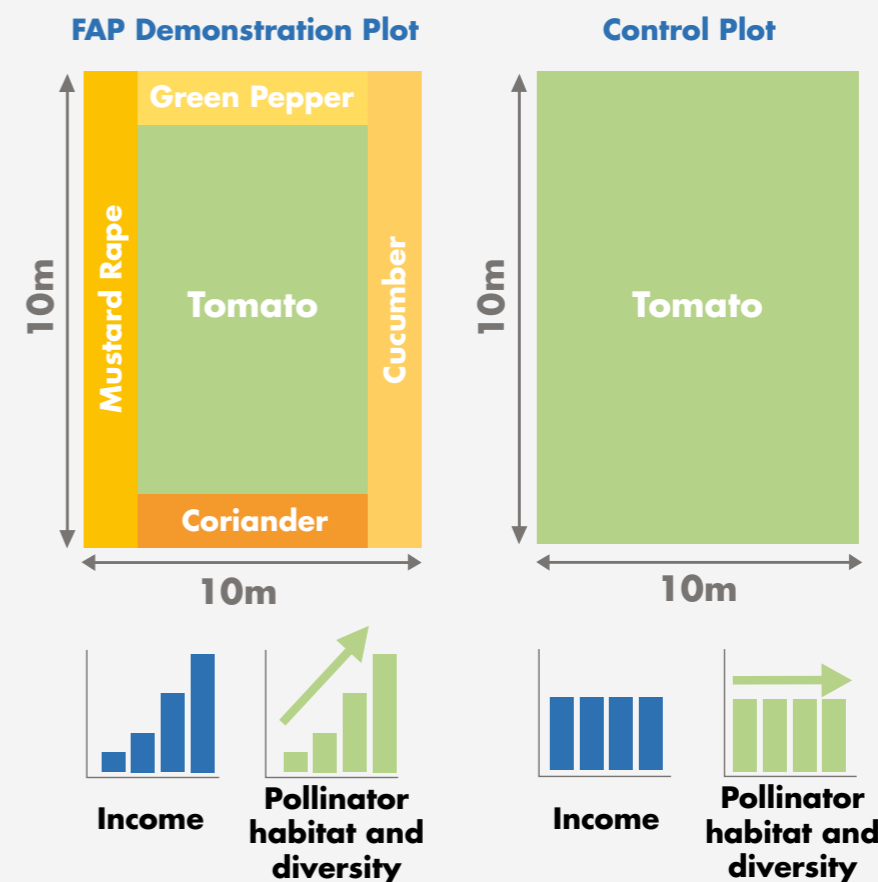 FAP Demonstration Plot
Control Plot
Green Pepper
Mustard Rape
Tomato
Cucumber
Coriander
10m
10m
Tomato
10m
10m
Income
Pollinator
habitat and
diversity
Income
Pollinator
habitat and
diversity